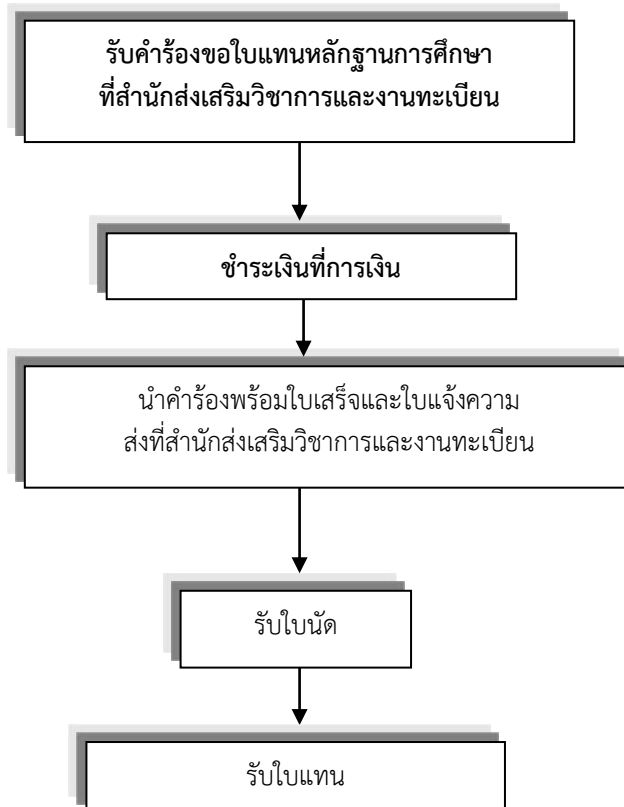 รับคำร้องขอใบแทนหลักฐานการศึกษา
ที่สำนักส่งเสริมวิชาการและงานทะเบียน
ชำระเงินที่การเงิน
นำคำร้องพร้อมใบเสร็จและใบแจ้งความ
ส่งที่สำนักส่งเสริมวิชาการและงานทะเบียน
รับใบนัด
รับใบแทน